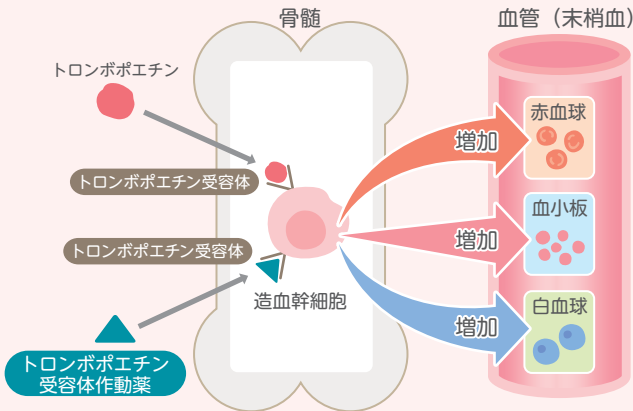 骨髄
血管（末梢血）
トロンボポエチン
赤血球
増加
トロンボポエチン受容体
血小板
増加
トロンボポエチン受容体
造血幹細胞
白血球
増加
トロンボポエチン
受容体作動薬